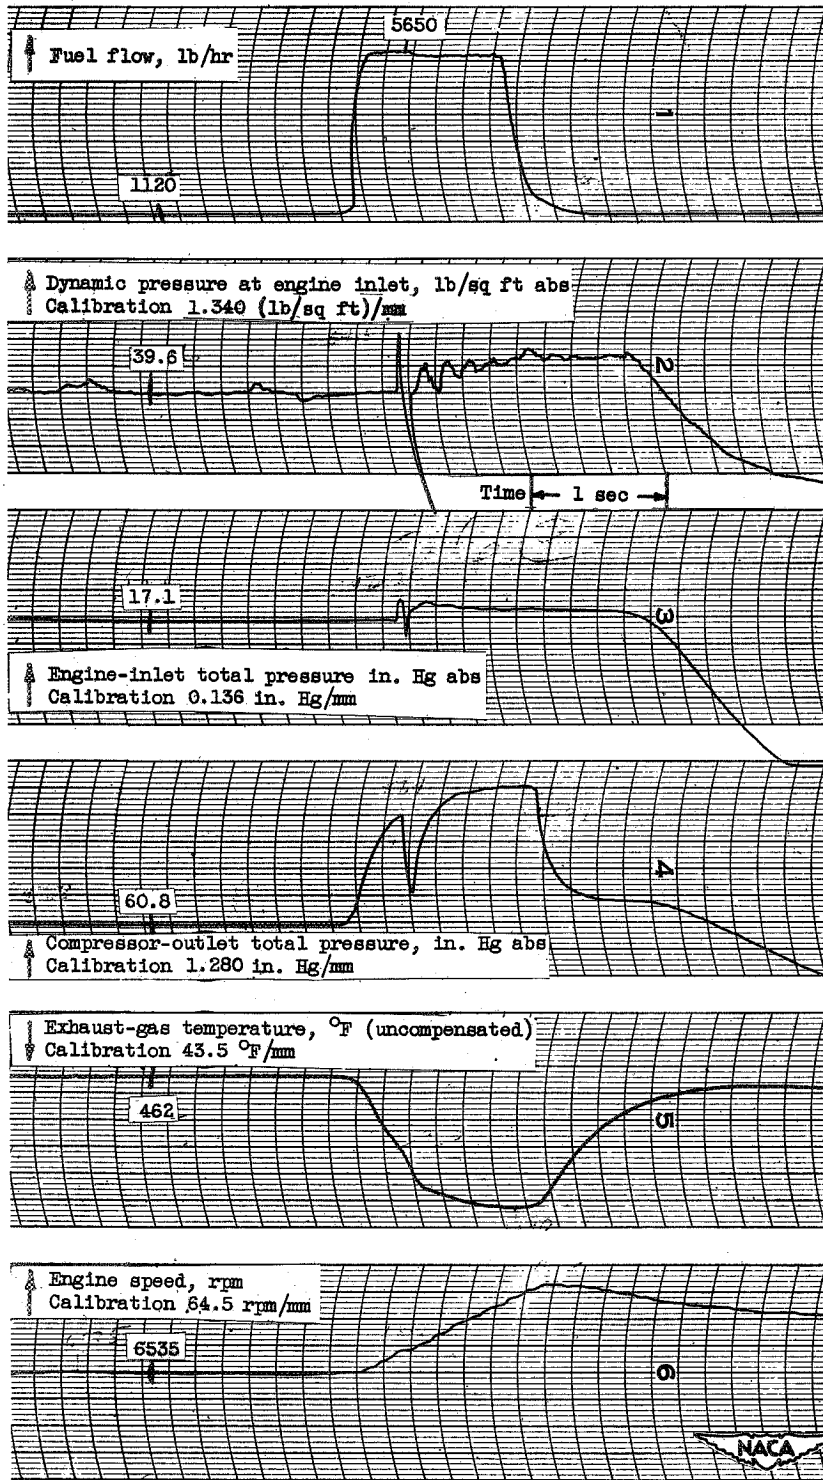 5650
Fuel flow, lb/hr
1
1120
Dynamic pressure at engine inlet, lb/sq ft abs
Calibration 1.340 (lb/sq ft)/mm
39.6
2
Time 1 sec
17.1
3
Engine-inlet total pressure in. Hg abs
Calibration 0.136 in. Hg/mm
4
60.8
Compressor-outlet total pressure, in. Hg abs
Calibration 1.280 in. Hg/mm
Exhaust-gas temperature, °F (uncompensated)
Calibration 43.5 °F/mm
462
5
Engine speed, rpm
Calibration 64.5 rpm/mm
6535
6
NACA